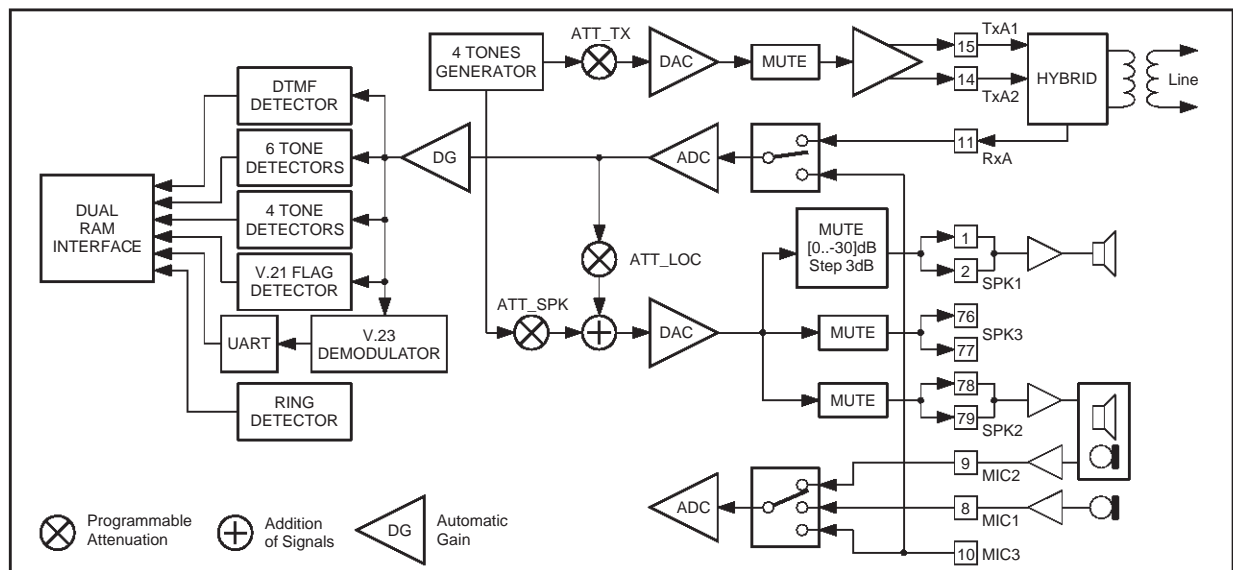 4 TONES
GENERATOR
ATT_TX
DAC
MUTE
15
TxA1
14
TxA2
HYBRID
Line
DTMF
DETECTOR
6 TONE
DETECTORS
DG
ADC
11
RxA
DUAL
RAM
INTERFACE
4 TONE
DETECTORS
V.21 FLAG
DETECTOR
UART
V.23
DEMODULATOR
RING
DETECTOR
ATT_LOC
ATT_SPK
DAC
MUTE
[0..-30]dB
Step 3dB
1
2
SPK1
MUTE
76
77
SPK3
MUTE
78
79
SPK2
ADC
9
MIC2
8
MIC1
10
MIC3
Programmable
Attenuation
Addition
of Signals
DG
Automatic
Gain